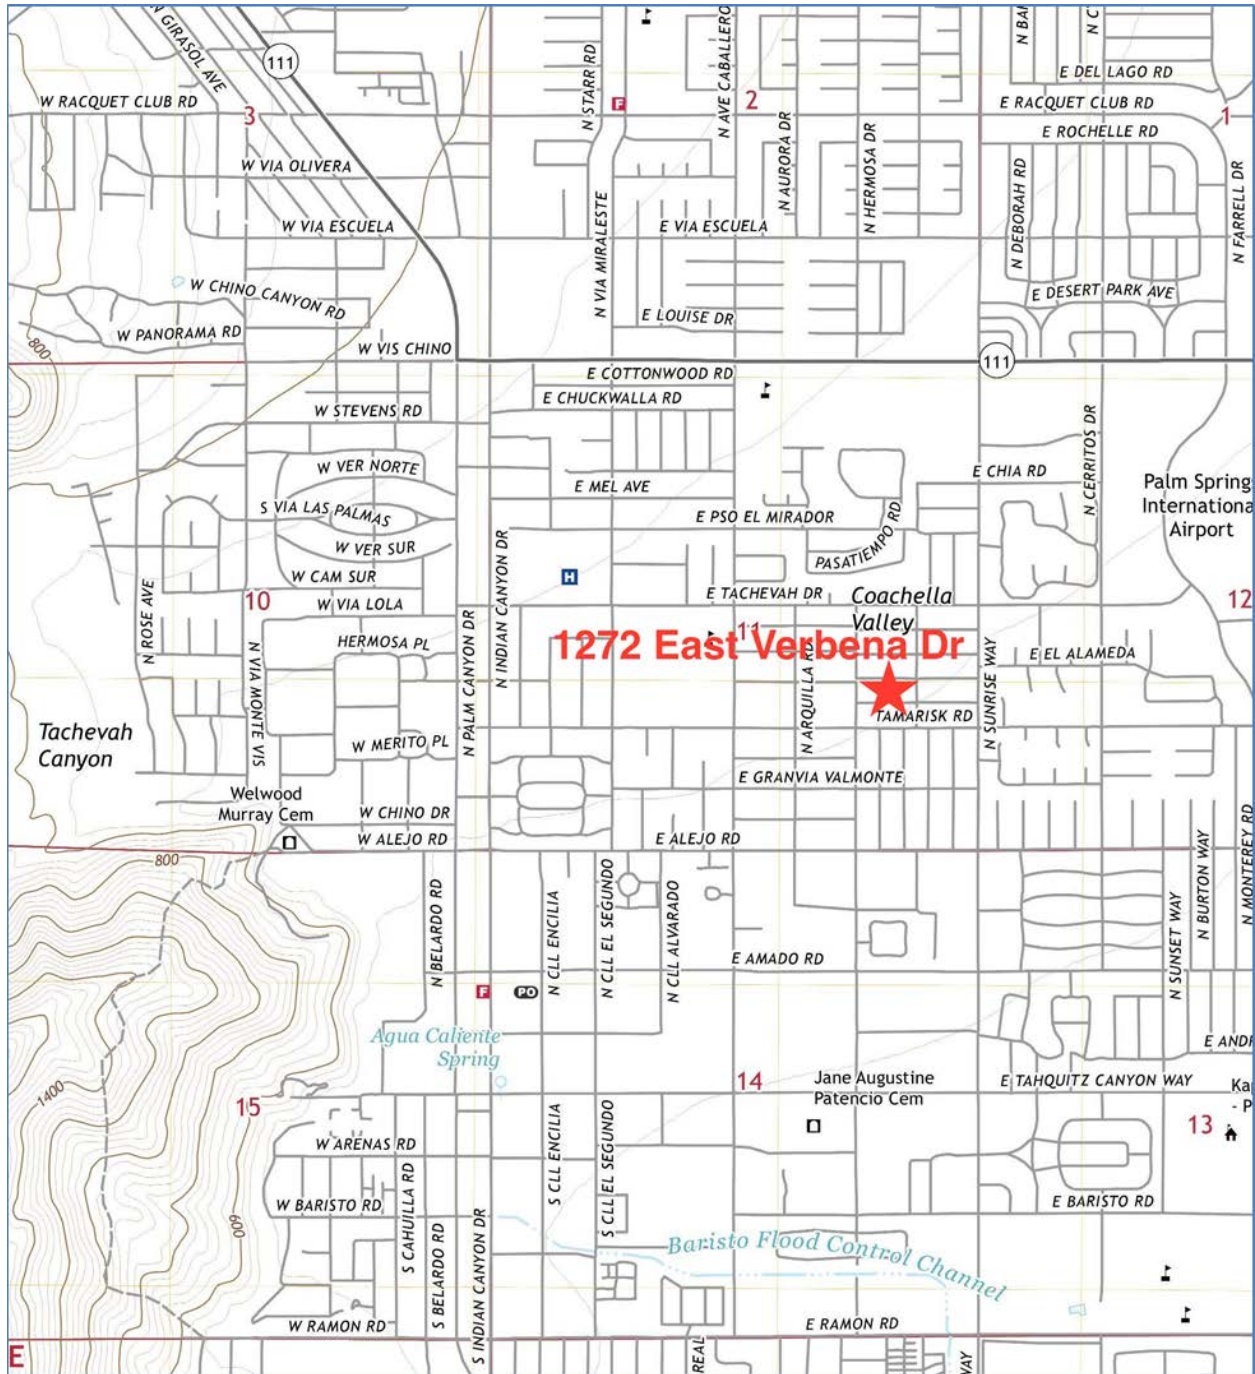 N GIRASOL AVE
111
N STARR RD
N AVE CABALLERO
2
N BAR
N C
E DEL LAGO RD
W RACQUET CLUB RD
3
F
E RACQUET CLUB RD
1
E ROCHELLE RD
N AURORA DR
N HERMOSA DR
N DEBORAH RD
N FARRELL DR
W VIA OLIVERA
W VIA ESCUELA
N VIA MIRALESTE
E VIA ESCUELA
W CHINO CANYON RD
E DESERT PARK AVE
W PANORAMA RD
E LOUISE DR
800
W VIS CHINO
111
E COTTONWOOD RD
E CHUCKWALLA RD
W STEVENS RD
N CERRITOS DR
W VER NORTE
E MEL AVE
E CHIA RD
Palm Spring
Internationa
Airport
S VIA LAS PALMAS
E PSO EL MIRADOR
PASATIEMPO RD
W VER SUR
N INDIAN CANYON DR
H
W CAM SUR
N ROSE AVE
10
W VIA LOLA
E TACHEVAH DR
Coachella
Valley
12
HERMOSA PL
11
1272 East Verbena Dr
E EL ALAMEDA
N VIA MONTE VIS
N PALM CANYON DR
N ARQUILLA RD
N SUNRISE WAY
TAMARISK RD
Tachevah
Canyon
W MERITO PL
E GRANVIA VALMONTE
Welwood
Murray Cem
W CHINO DR
W ALEJO RD
E ALEJO RD
N BURTON WAY
N MONTEREY RD
800
N BELARDO RD
N CLL ENCILIA
N CLL EL SEGUNDO
N CLL ALVARADO
N SUNSET WAY
E AMADO RD
F
PO
Agua Caliente
Spring
E ANDR
1400
14
Jane Augustine
Patencio Cem
E TAHQUITZ CANYON WAY
Ka
- P
15
13
W ARENAS RD
S CLL ENCILIA
S CLL EL SEGUNDO
W BARISTO RD
S CAHUILLA RD
E BARISTO RD
600
S BELARDO RD
S INDIAN CANYON DR
Baristo Flood Control Channel
W RAMON RD
E RAMON RD
E
REAL
WAY